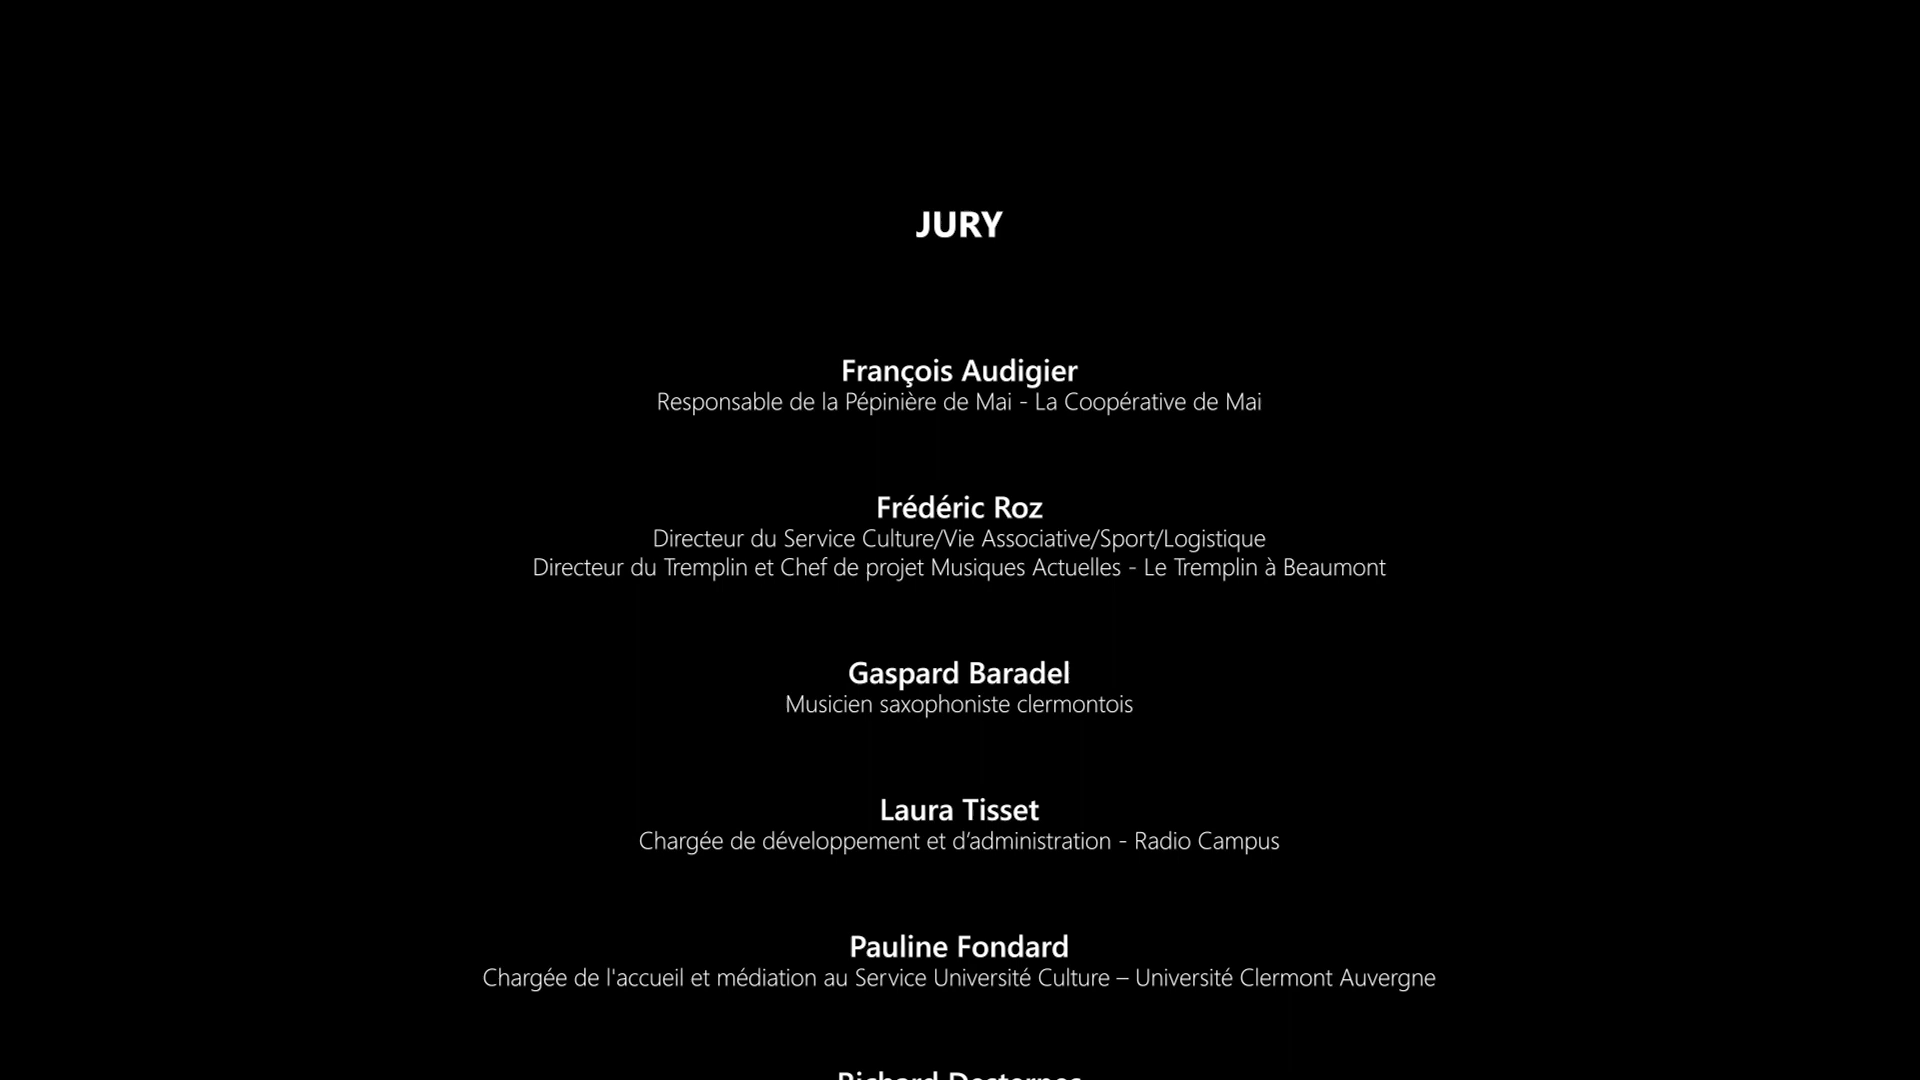 JURY
François Audigier
Responsable de la Pépinière de Mai - La Coopérative de Mai
Frédéric Roz
Directeur du Service Culture/Vie Associative/Sport/Logistique
Directeur du Tremplin et Chef de projet Musiques Actuelles - Le Tremplin à Beaumont
Gaspard Baradel
Musicien saxophoniste clermontois
Laura Tisset
Chargée de développement et d’administration - Radio Campus
Pauline Fondard
Chargée de l'accueil et médiation au Service Université Culture – Université Clermont Auvergne
Richard